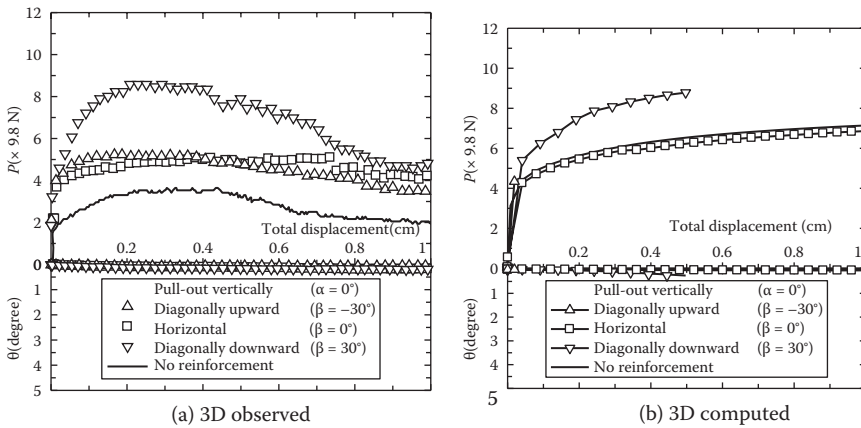 12
10
8
6
4
2
0
1
2
3
4
5
P(× 9.8 N)
θ(degree)
Total displacement(cm)
0.2 0.4 0.6 0.8 1
Pull-out vertically (α = 0°)
Diagonally upward (β = −30°)
Horizontal (β = 0°)
Diagonally downward (β = 30°)
No reinforcement
(a) 3D observed
12
10
8
6
4
2
0
1
2
3
4
5
P(× 9.8 N)
θ(degree)
Total displacement (cm)
0.2 0.4 0.6 0.8 1
Pull-out vertically (α = 0°)
Diagonally upward (β = −30°)
Horizontal (β = 0°)
Diagonally downward (β = 30°)
No reinforcement
(b) 3D computed